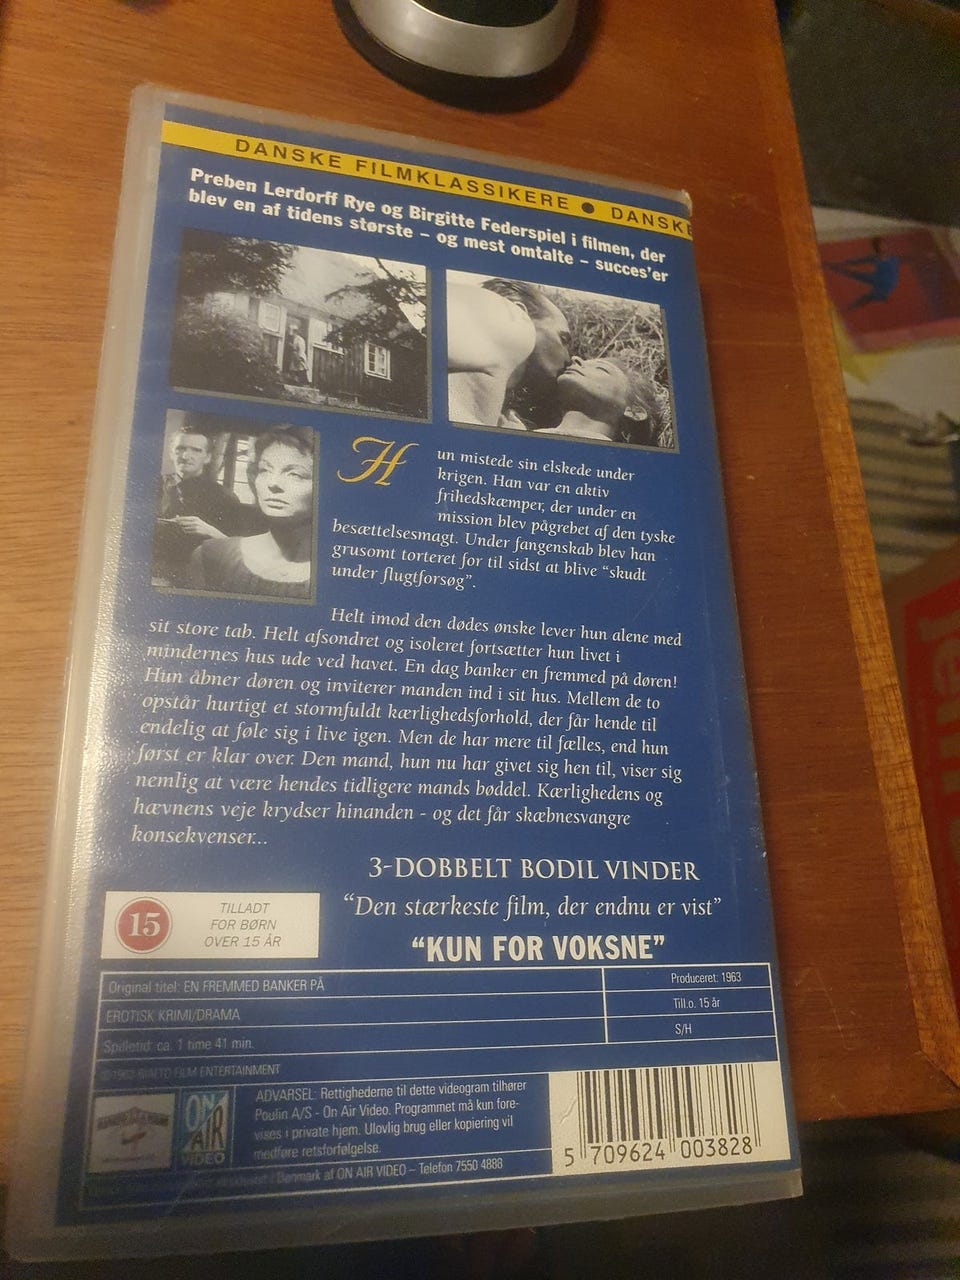 DANSKE FILMKLASSIKERE ● DANSKE
Preben Lerdorff Rye og Birgitte Federspiel i filmen, der
blev en af tidens største – og mest omtalte – succes'er
Hun mistede sin elskede under
krigen. Han var en aktiv
frihedskæmper, der under en
mission blev pågrebet af den tyske
besættelsesmagt. Under fangenskab blev han
grusomt torteret for til sidst at blive "skudt
under flugtforsøg".
Helt imod den dødes ønske lever hun alene med
sit store tab. Helt afsondret og isoleret fortsætter hun livet i
mindernes hus ude ved havet. En dag banker en fremmed på døren!
Hun åbner døren og inviterer manden ind i sit hus. Mellem de to
opstår hurtigt et stormfuldt kærlighedsforhold, der får hende til
endelig at føle sig i live igen. Men de har mere til fælles, end hun
først er klar over. Den mand, hun nu har givet sig hen til, viser sig
nemlig at være hendes tidligere mands bøddel. Kærlighedens og
hævnens veje krydser hinanden - og det får skæbnesvangre
konsekvenser...
3-DOBBELT BODIL VINDER
"Den stærkeste film, der endnu er vist"
"KUN FOR VOKSNE"
15
TILLADT
FOR BØRN
OVER 15 ÅR
Original titel: EN FREMMED BANKER PÅ
Produceret: 1963
EROTISK KRIMI/DRAMA
Till.o. 15 år
Spilletid: ca. 1 time 41 min.
S/H
© 1963 RIALTO FILM ENTERTAINMENT
ON
AIR
VIDEO
ADVARSEL: Rettighederne til dette videogram tilhører
Poulin A/S - On Air Video. Programmet må kun fore-
vises i private hjem. Ulovlig brug eller kopiering vil
medføre retsforfølgelse.
i Danmark af ON AIR VIDEO – Telefon 7550 4888
5 709624 003828